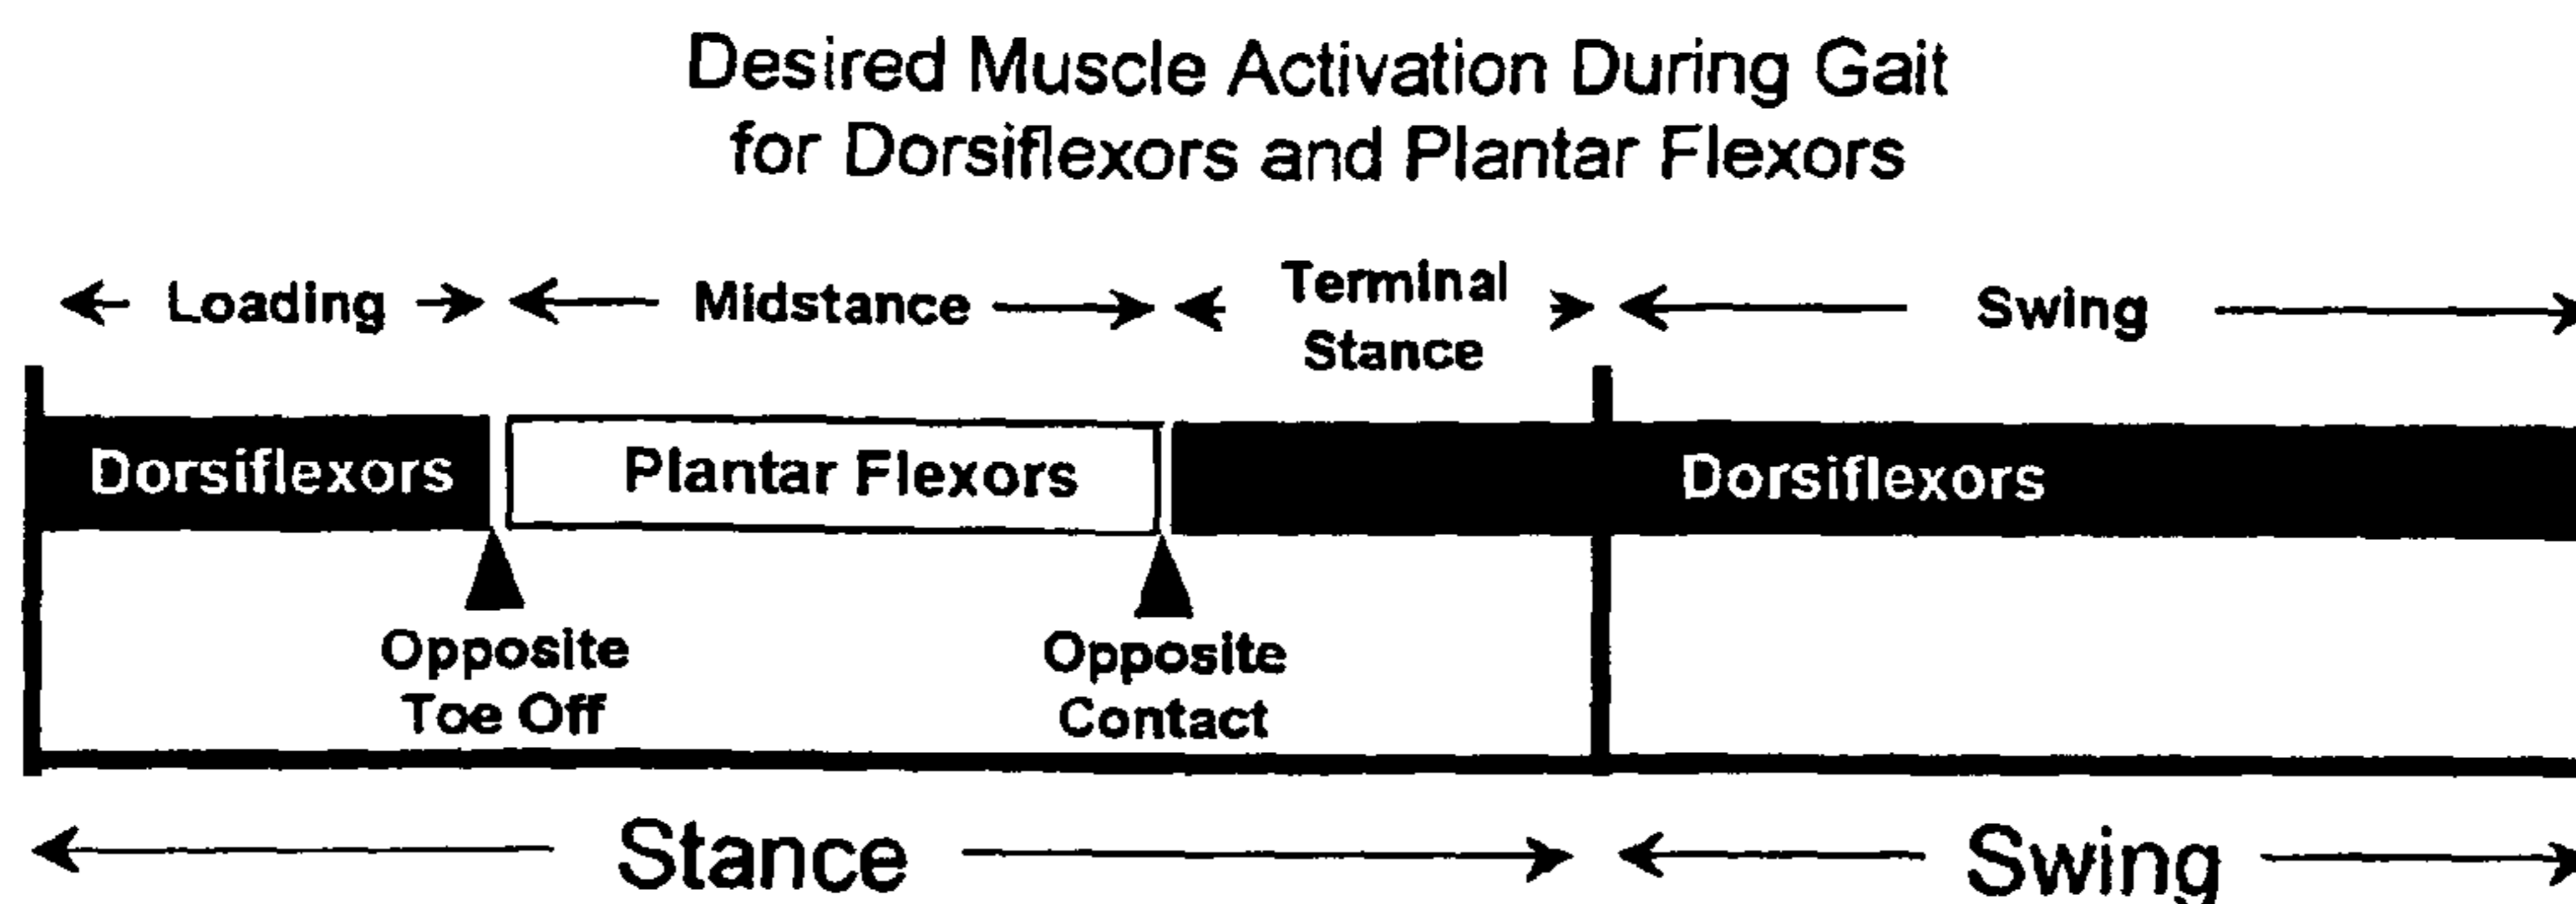 Desired Muscle Activation During Gait
for Dorsiflexors and Plantar Flexors
Loading
Midstance
Terminal
Stance
Swing
Dorsiflexors
Plantar Flexors
Dorsiflexors
Opposite
Toe Off
Opposite
Contact
Stance
Swing